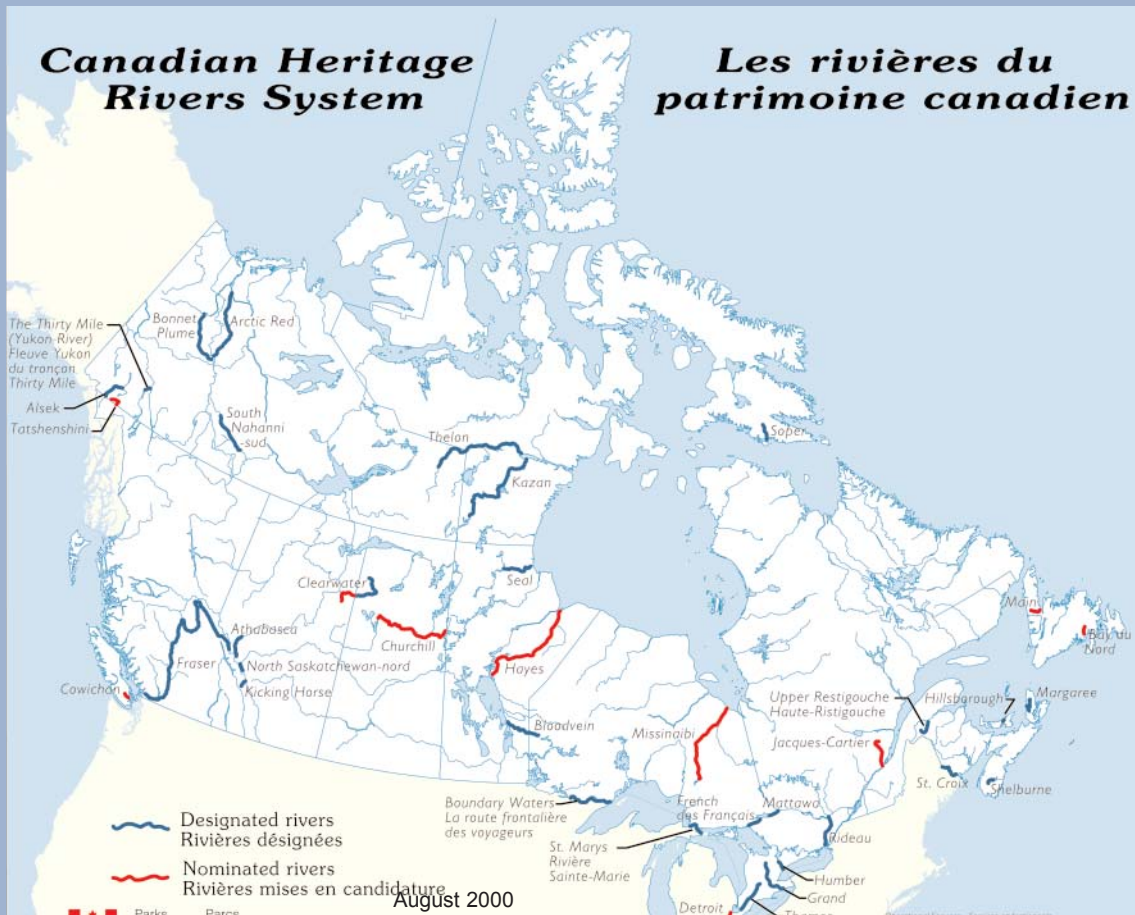 Canadian Heritage
Rivers System
Les rivières du
patrimoine canadien
The Thirty Mile
(Yukon River)
Fleuve Yukon
du tronçon
Thirty Mile
Bonnet
Plume
Arctic Red
Alsek
Tatshenshini
South
Nahanni
-sud
Thelon
Kazan
Soper
Clearwater
Seal
Athabasca
Churchill
Fraser
North Saskatchewan-nord
Kicking Horse
Cowichan
Hayes
Main
Bay du
Nord
Upper Restigouche
Haute-Ristigouche
Hillsborough
Margaree
Bloodvein
Missinaibi
Jacques-Cartier
St. Croix
Shelburne
Boundary Waters
La route frontalière
des voyageurs
French
des Français
Mattawa
Rideau
St. Marys
Rivière
Sainte-Marie
Humber
Grand
Detroit
Designated rivers
Rivières désignées
Nominated rivers
Rivières mises en candidature
August 2000
Parks Parcs